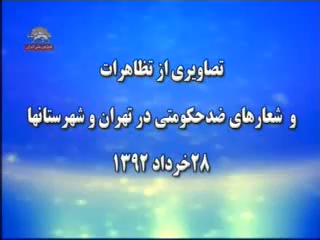 تصاویری از تظاهرات
و شعارهای ضدحکومتی در تهران و شهرستانها
۲۸خرداد ۱۳۹۲